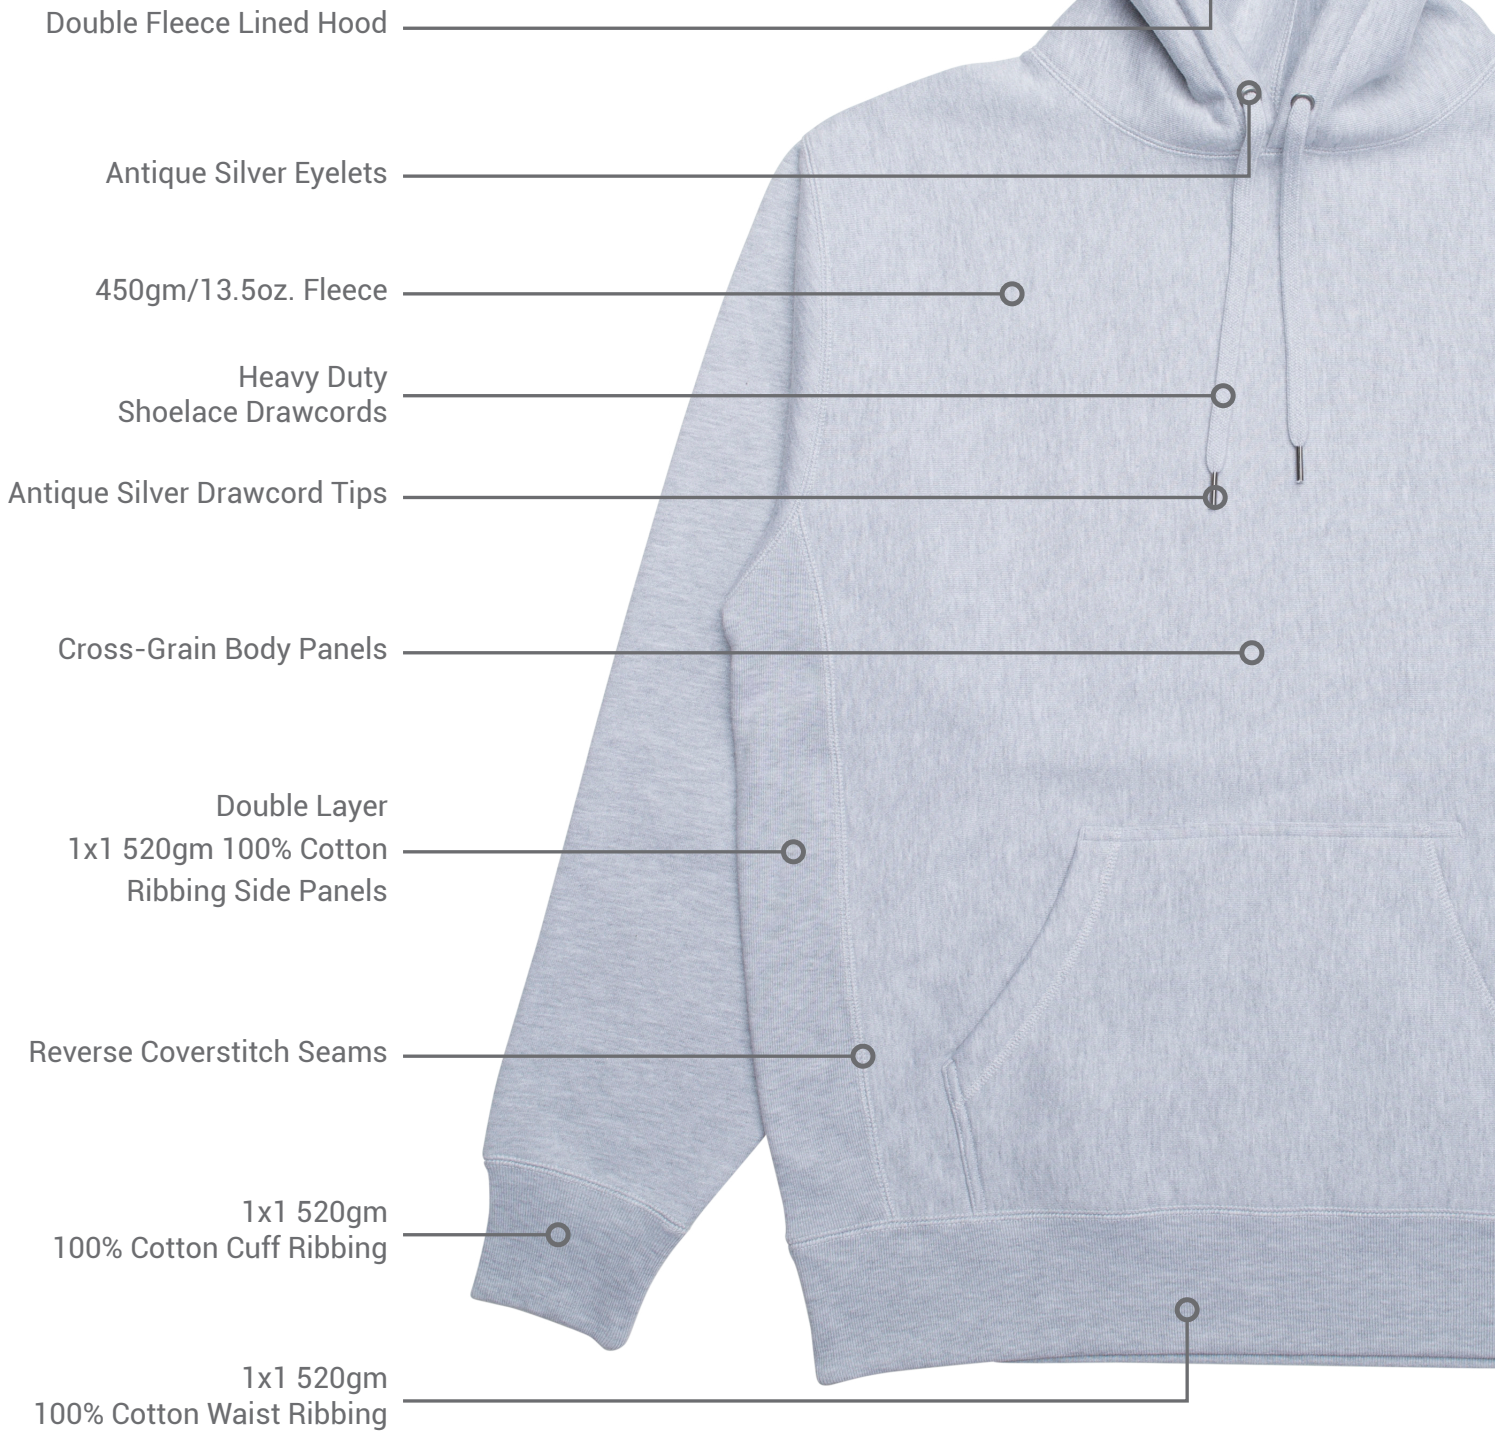 Double Fleece Lined Hood
Antique Silver Eyelets
450gm/13.5oz. Fleece
Heavy Duty
Shoelace Drawcords
Antique Silver Drawcord Tips
Cross-Grain Body Panels
Double Layer
1x1 520gm 100% Cotton
Ribbing Side Panels
Reverse Coverstitch Seams
1x1 520gm
100% Cotton Cuff Ribbing
1x1 520gm
100% Cotton Waist Ribbing